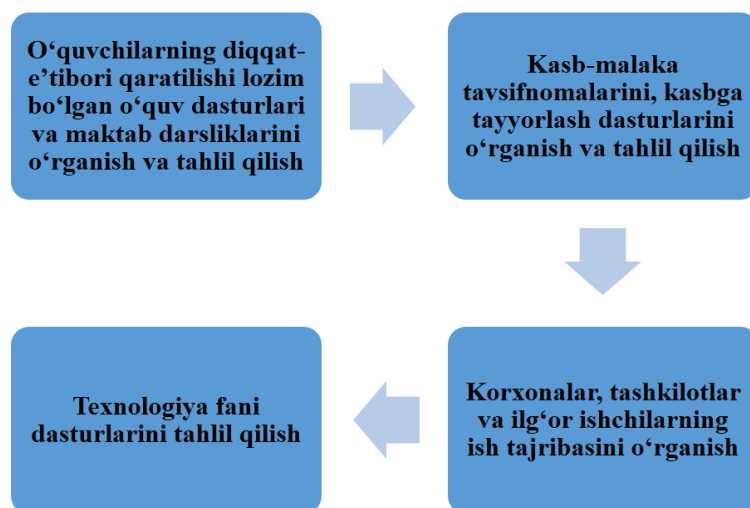 O‘quvchilarning diqqat-
e’tibori qaratilishi lozim
bo‘lgan o‘quv dasturlari
va maktab darsliklarini
o‘rganish va tahlil qilish
Kasb-malaka
tavsifnomalarini, kasbga
tayyorlash dasturlarini
o‘rganish va tahlil qilish
Korxonalar, tashkilotlar
va ilg‘or ishchilarning
ish tajribasini o‘rganish
Texnologiya fani
dasturlarini tahlil qilish